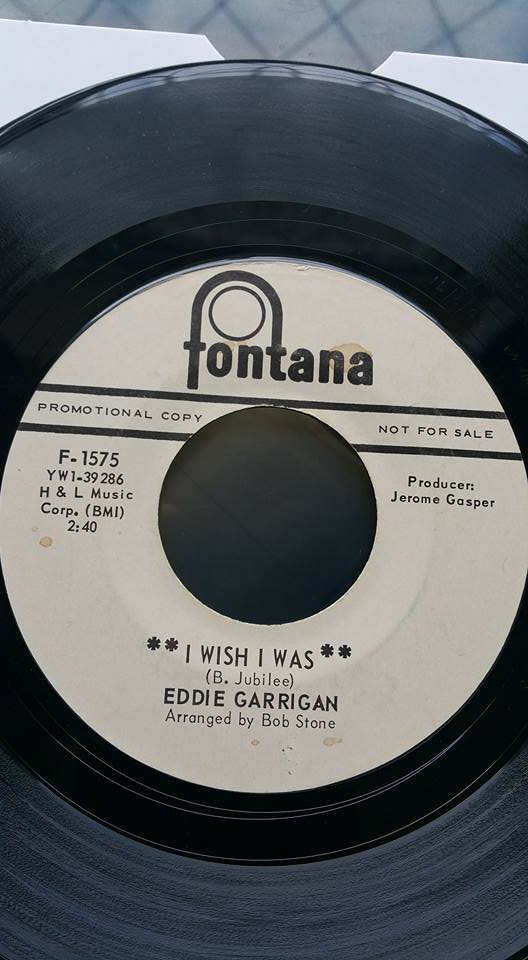 fontana
PROMOTIONAL COPY
NOT FOR SALE
F-1575
YW1-39286
H & L Music
Corp. (BMI)
2:40
Producer:
Jerome Gasper
**I WISH I WAS**
(B. Jubilee)
EDDIE GARRIGAN
Arranged by Bob Stone